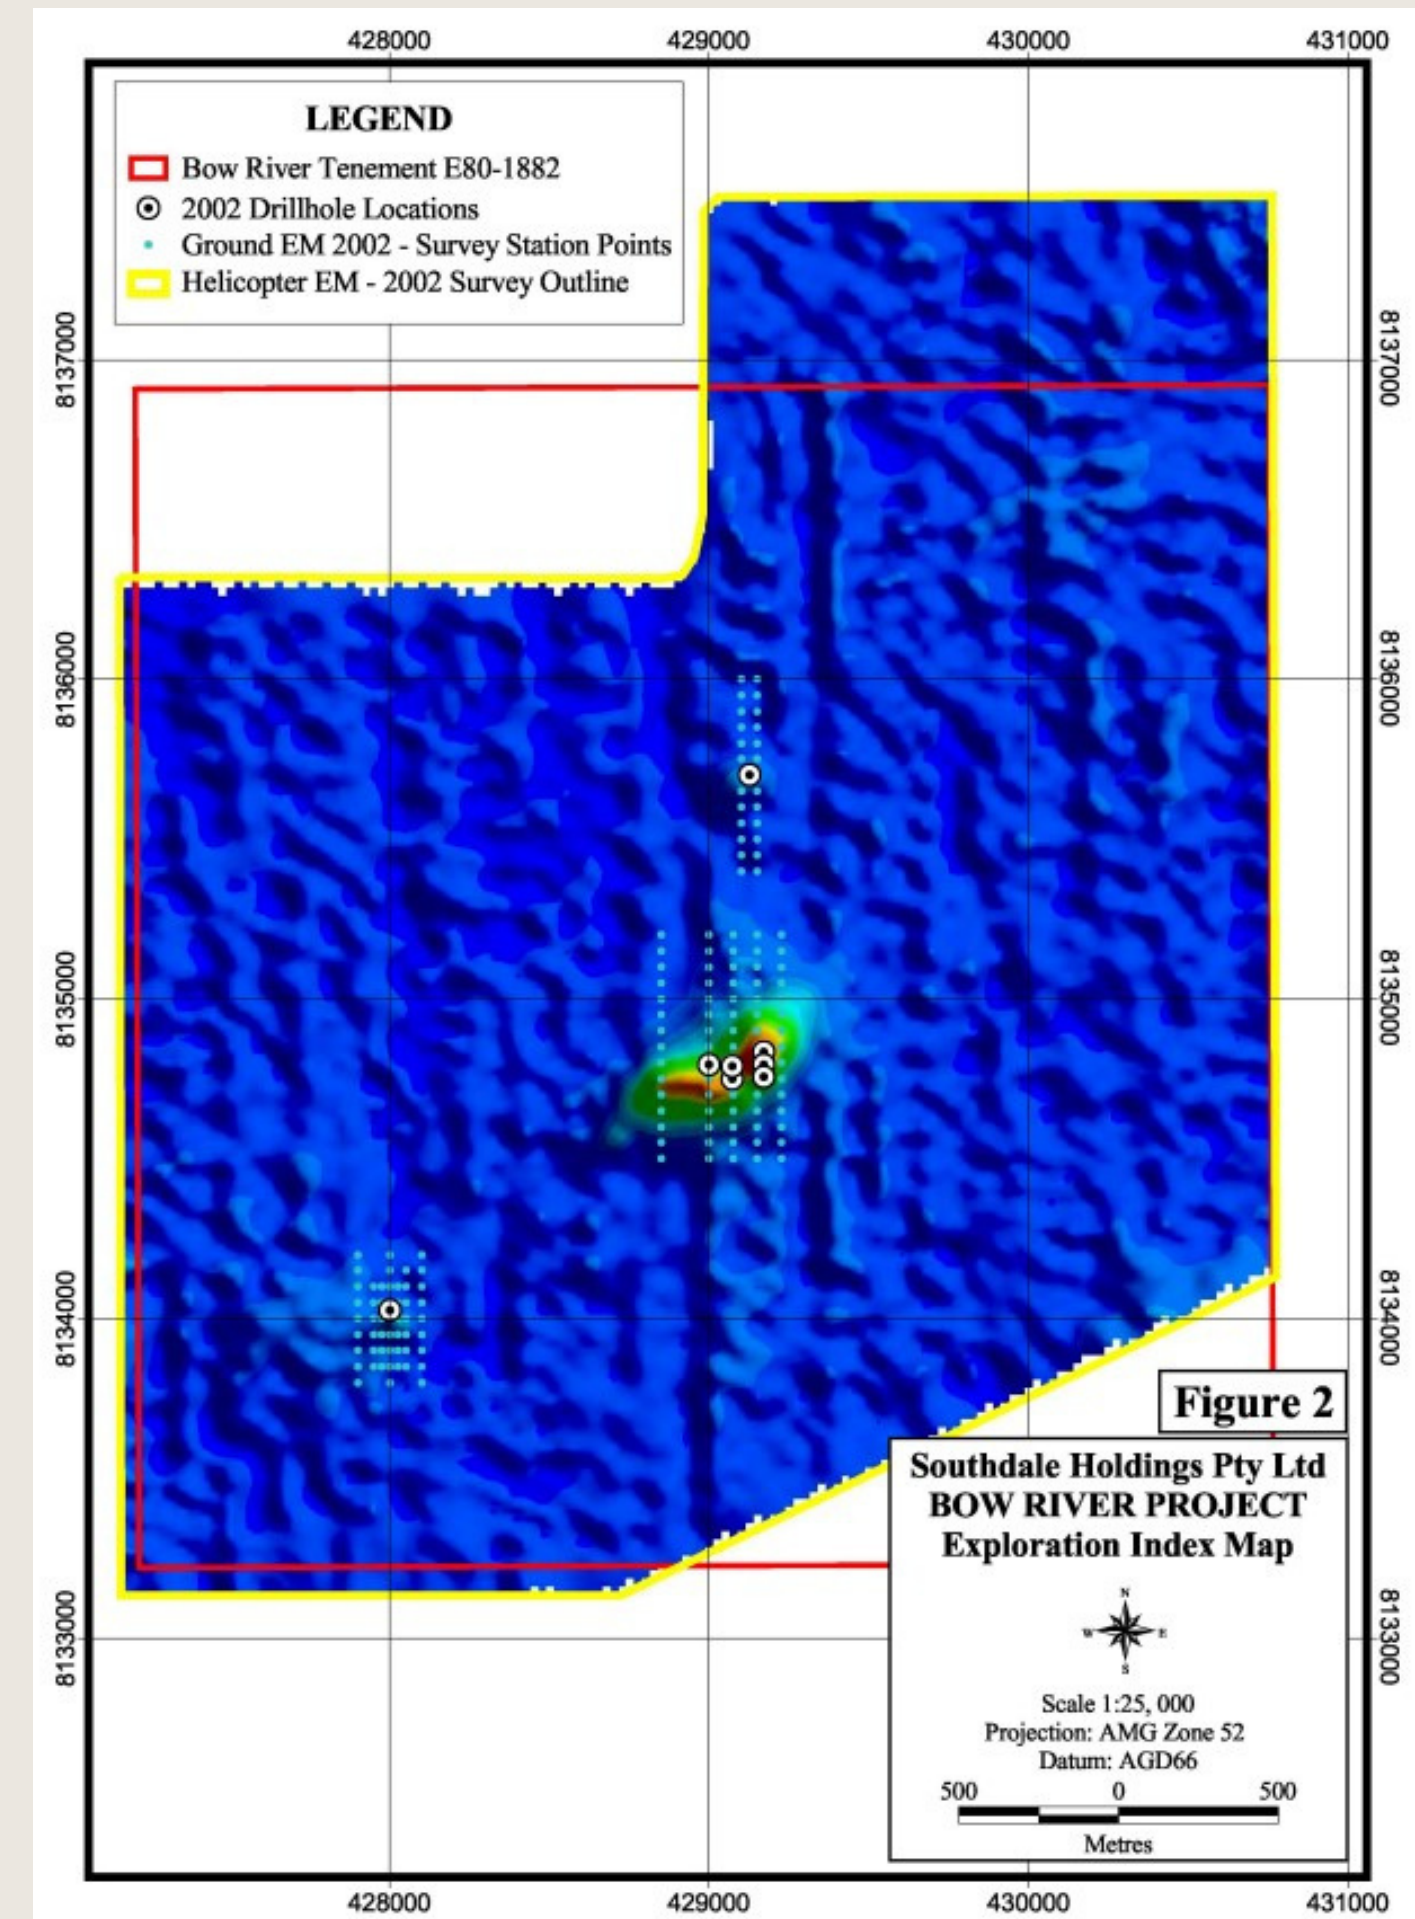 428000 429000 430000 431000
LEGEND
Bow River Tenement E80-1882
2002 Drillhole Locations
Ground EM 2002 - Survey Station Points
Helicopter EM - 2002 Survey Outline
8137000 8137000
8136000 8136000
8135000 8135000
8134000 8134000
Figure 2
Southdale Holdings Pty Ltd
BOW RIVER PROJECT
Exploration Index Map
N
W E
S
8133000 8133000
Scale 1:25, 000
Projection: AMG Zone 52
Datum: AGD66
500 0 500
Metres
428000 429000 430000 431000